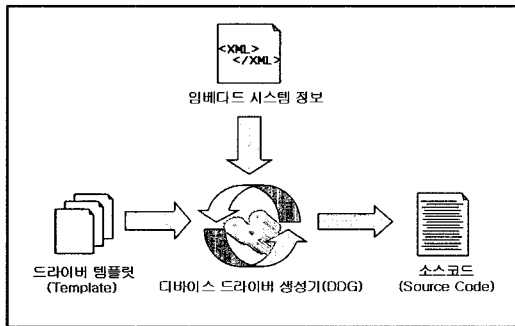 <XML>
</XML>
임베디드 시스템 정보
드라이버 템플릿
(Template)
디바이스 드라이버 생성기(DDG)
소스코드
(Source Code)